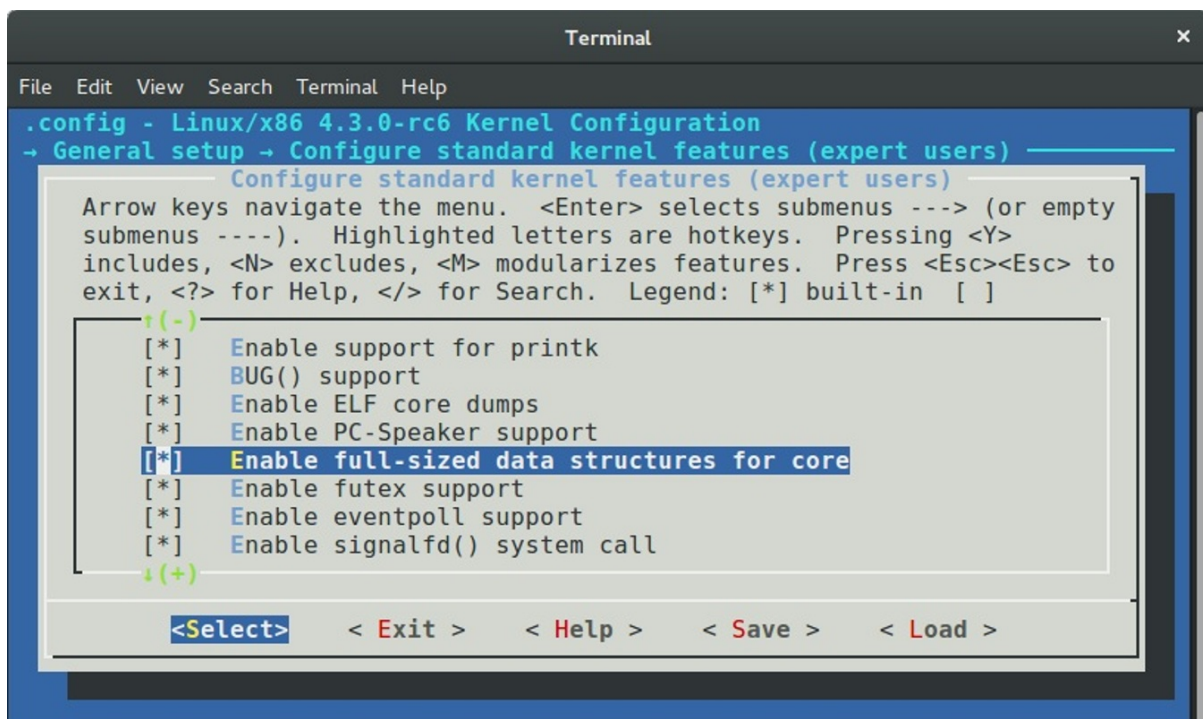 Terminal ×
File Edit View Search Terminal Help
.config - Linux/x86 4.3.0-rc6 Kernel Configuration
→ General setup → Configure standard kernel features (expert users)
Configure standard kernel features (expert users)
Arrow keys navigate the menu.  <Enter> selects submenus ---> (or empty
submenus ----).  Highlighted letters are hotkeys.  Pressing <Y>
includes, <N> excludes, <M> modularizes features.  Press <Esc><Esc> to
exit, <?> for Help, </> for Search.  Legend: [*] built-in  [ ]
↑(-)
[*]   Enable support for printk
[*]   BUG() support
[*]   Enable ELF core dumps
[*]   Enable PC-Speaker support
[*]   Enable full-sized data structures for core
[*]   Enable futex support
[*]   Enable eventpoll support
[*]   Enable signalfd() system call
↓(+)
<Select>    < Exit >    < Help >    < Save >    < Load >